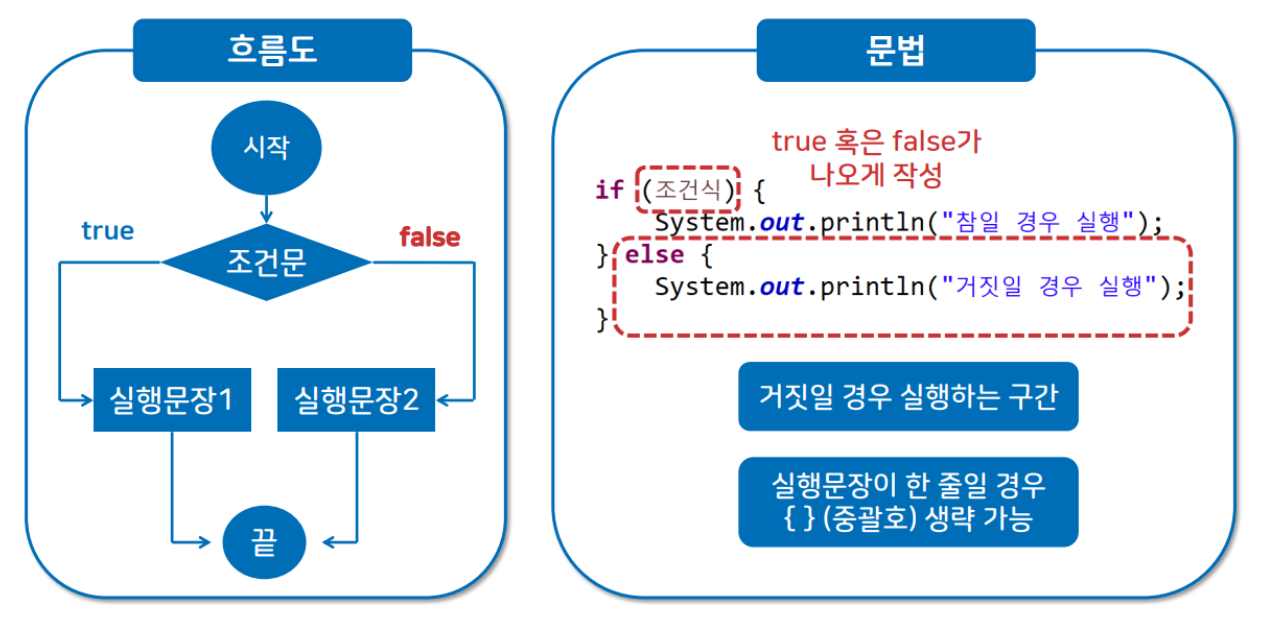 흐름도
시작
true
false
조건문
실행문장1
실행문장2
끝
문법
true 혹은 false가
나오게 작성
if (조건식) {
System.out.println("참일 경우 실행");
} else {
System.out.println("거짓일 경우 실행");
}
거짓일 경우 실행하는 구간
실행문장이 한 줄일 경우
{ } (중괄호) 생략 가능